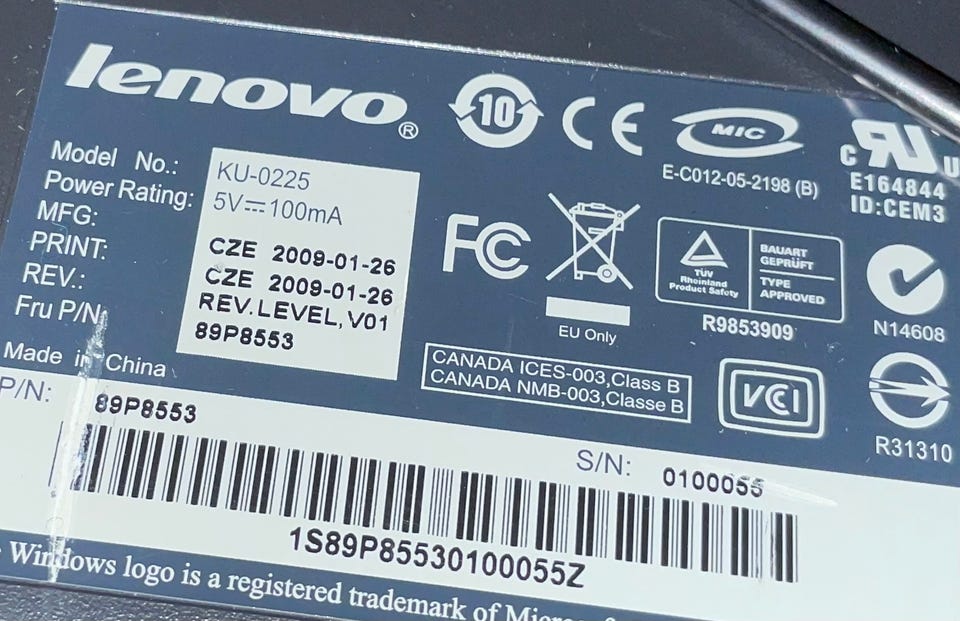 lenovo®
10 CE MIC
E-C012-05-2198 (B)
c RU U
E164844
ID:CEM3
Model No.: KU-0225
Power Rating: 5V⎓100mA
MFG: CZE 2009-01-26
PRINT: CZE 2009-01-26
REV.: REV.LEVEL, V01
Fru P/N: 89P8553
Made in China
FC
EU Only
TÜV
Rheinland
Product Safety
BAUART
GEPRÜFT
TYPE
APPROVED
R9853909
N14608
CANADA ICES-003,Class B
CANADA NMB-003,Classe B
VCI
R31310
P/N: 89P8553
S/N: 0100055
1S89P85530100055Z
Windows logo is a registered trademark of Micros